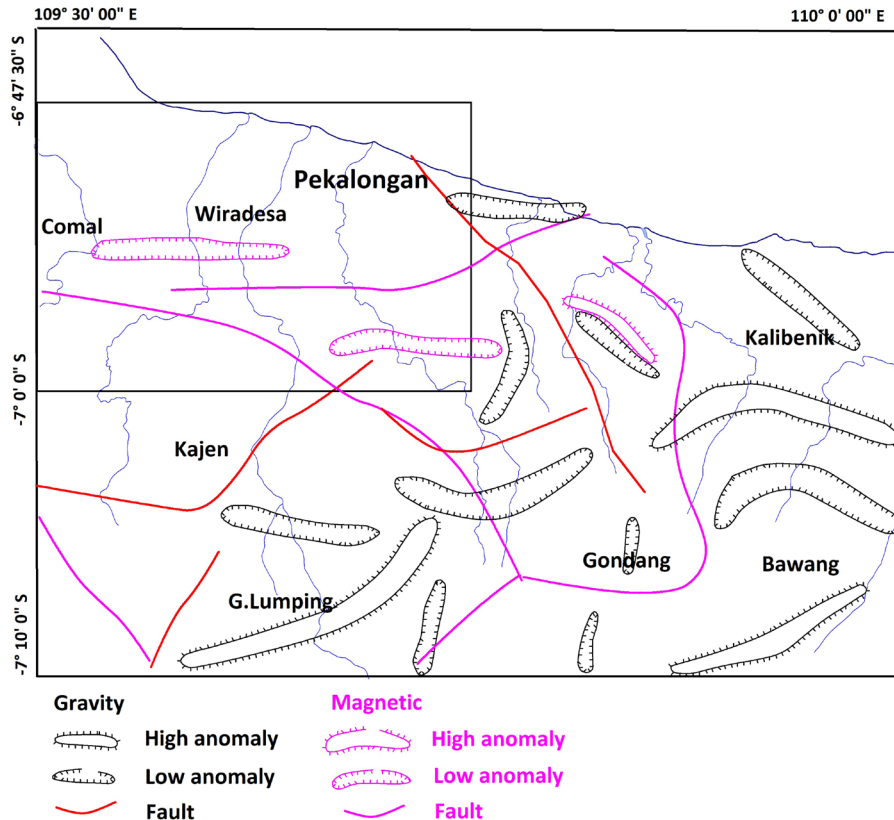 109° 30' 00" E
110° 0' 00" E
-6° 47' 30" S
Pekalongan
Wiradesa
Comal
Kalibenik
-7° 0' 0" S
Kajen
Gondang
Bawang
G.Lumping
-7° 10' 0" S
Gravity
Magnetic
High anomaly
High anomaly
Low anomaly
Low anomaly
Fault
Fault